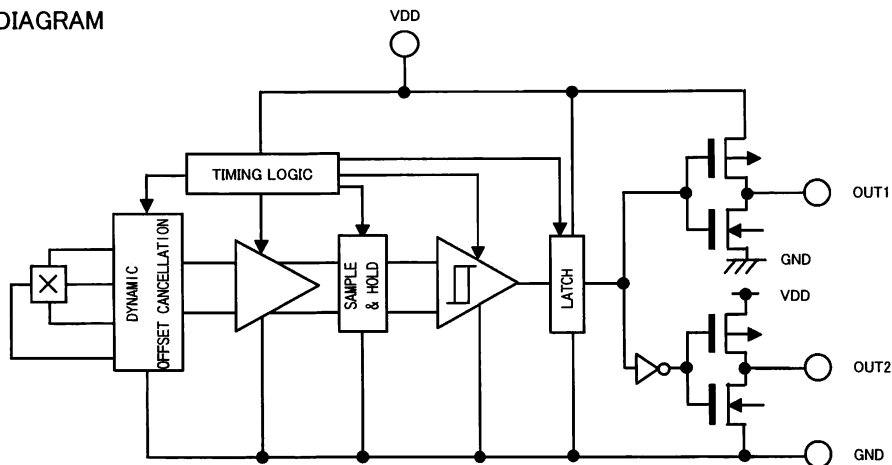 DIAGRAM
VDD
TIMING LOGIC
DYNAMIC
OFFSET CANCELLATION
SAMPLE
& HOLD
LATCH
OUT1
GND
VDD
OUT2
GND